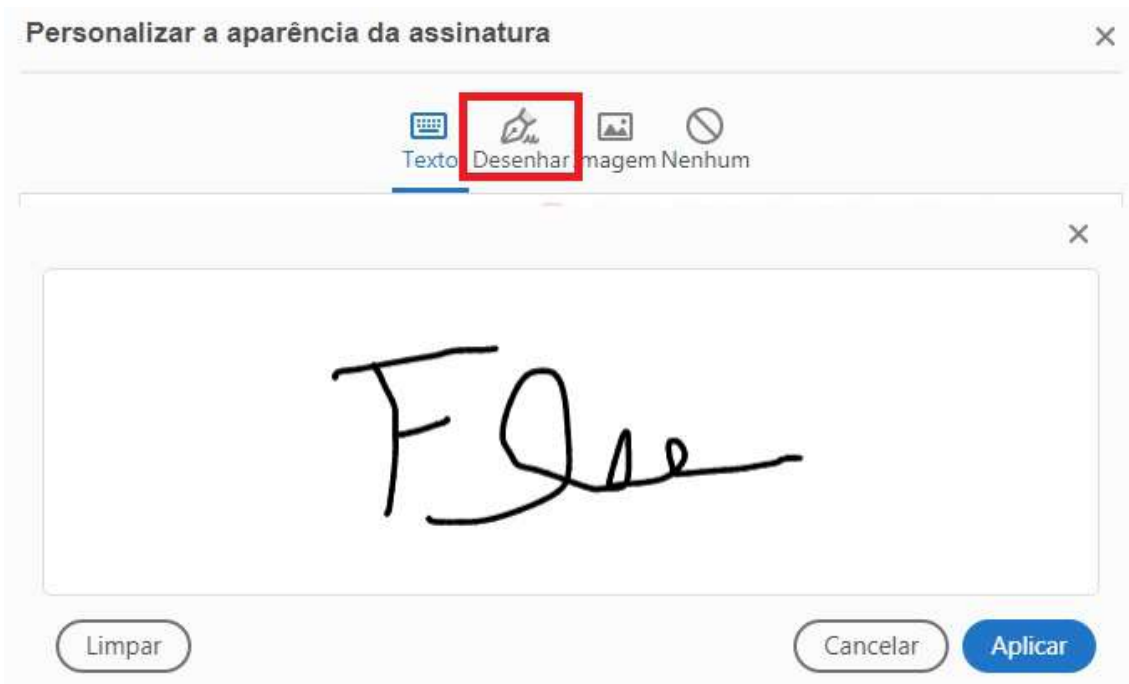 Personalizar a aparência da assinatura
Texto Desenhar magem Nenhum
Limpar Cancelar Aplicar